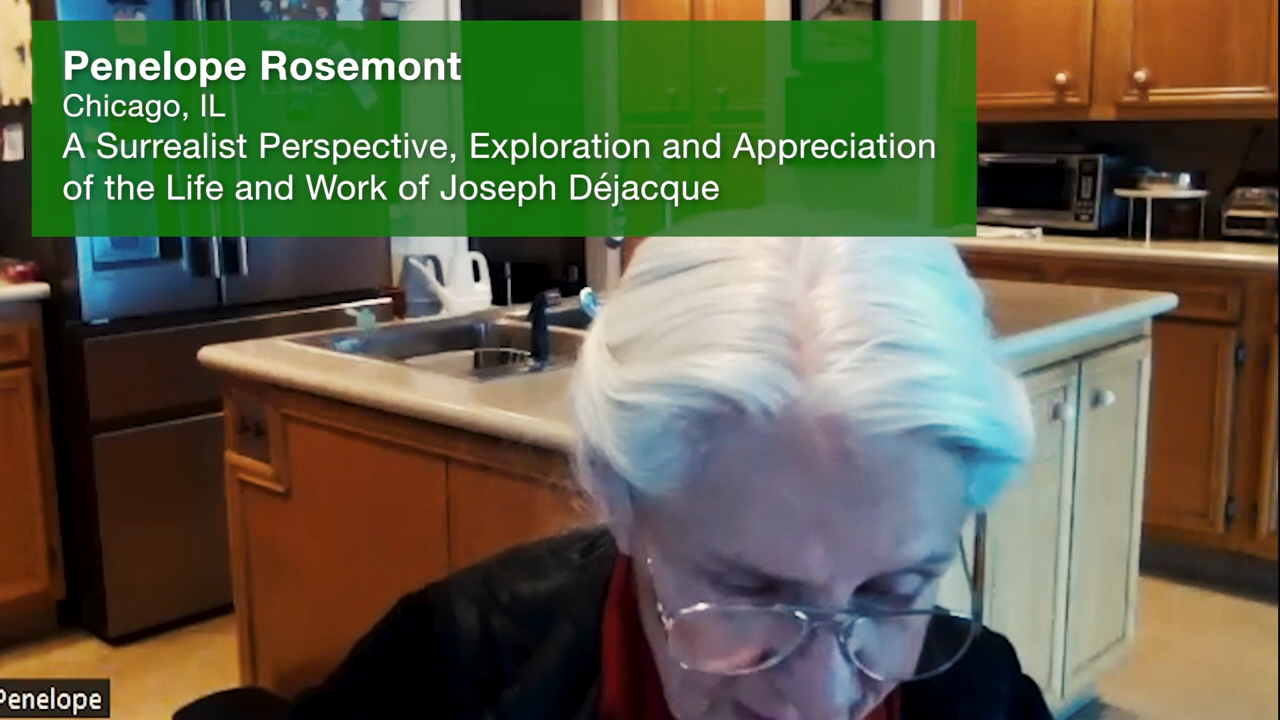 Penelope Rosemont
Chicago, IL
A Surrealist Perspective, Exploration and Appreciation
of the Life and Work of Joseph Déjacque
Penelope